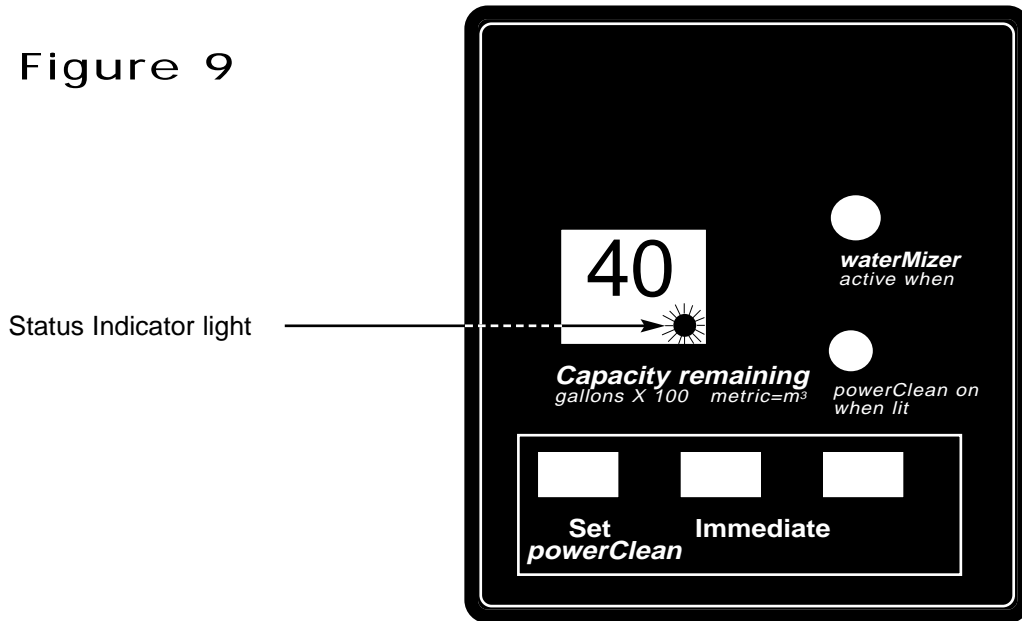 Figure 9
40
waterMizer
active when
Status Indicator light
Capacity remaining
gallons X 100 metric=m³
powerClean on
when lit
Set
powerClean
Immediate